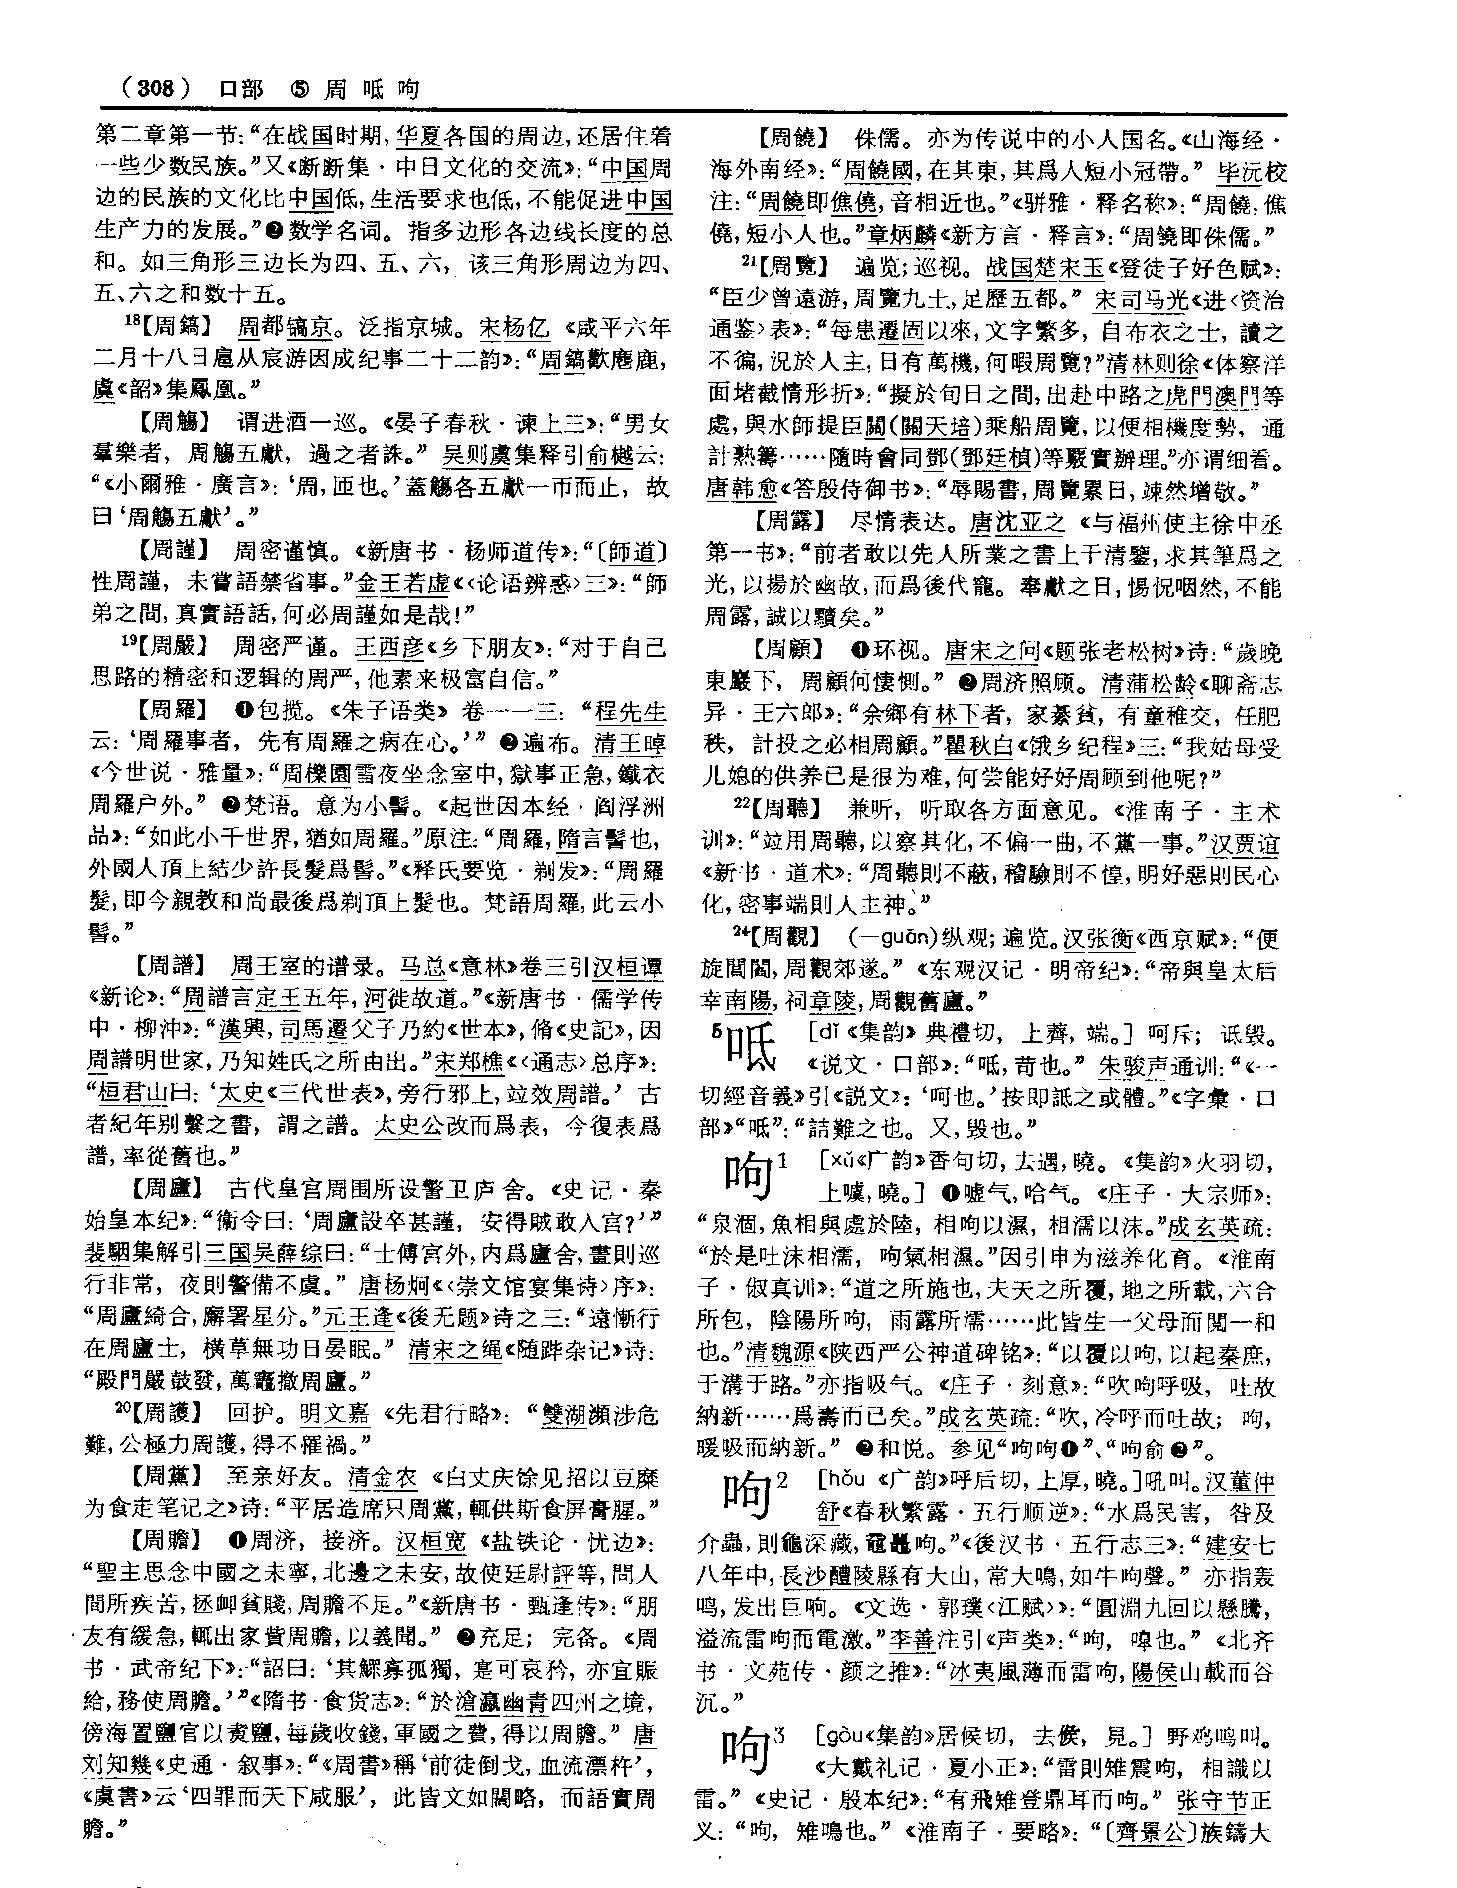 （308） 口部 ⑤ 周 呧 呴
第二章第一节：“在战国时期，华夏各国的周边，还居住着
一些少数民族。”又《断断集·中日文化的交流》：“中国周
边的民族的文化比中国低，生活要求也低，不能促进中国
生产力的发展。”❷数学名词。指多边形各边线长度的总
和。如三角形三边长为四、五、六，该三角形周边为四、
五、六之和数十五。
18【周鎬】 周都镐京。泛指京城。宋杨亿《咸平六年
二月十八日扈从宸游因成纪事二十二韵》：“周鎬歡麀鹿，
虞《韶》集鳳凰。”
【周觴】 谓进酒一巡。《晏子春秋·谏上三》：“男女
羣樂者，周觴五獻，過之者誅。”吴则虞集释引俞樾云：
“《小爾雅·廣言》：‘周，匝也。’蓋觴各五獻一帀而止，故
曰‘周觴五獻’。”
【周謹】 周密谨慎。《新唐书·杨师道传》：“〔師道〕
性周謹，未嘗語禁省事。”金王若虚《〈论语辨惑〉三》：“師
弟之間，真實語話，何必周謹如是哉！”
19【周嚴】 周密严谨。王西彦《乡下朋友》：“对于自己
思路的精密和逻辑的周严，他素来极富自信。”
【周羅】 ❶包揽。《朱子语类》卷一一三：“程先生
云：‘周羅事者，先有周羅之病在心。’”❷遍布。清王晫
《今世说·雅量》：“周櫟園雪夜坐念室中，獄事正急，鐵衣
周羅户外。”❷梵语。意为小髻。《起世因本经·阎浮洲
品》：“如此小千世界，猶如周羅。”原注：“周羅，隋言髻也，
外國人頂上結少許長髮爲髻。”《释氏要览·剃发》：“周羅
髮，即今親教和尚最後爲剃頂上髮也。梵語周羅，此云小
髻。”
【周譜】 周王室的谱录。马总《意林》卷三引汉桓谭
《新论》：“周譜言定王五年，河徙故道。”《新唐书·儒学传
中·柳沖》：“漢興，司馬遷父子乃約《世本》，脩《史記》，因
周譜明世家，乃知姓氏之所由出。”宋郑樵《〈通志〉总序》：
“桓君山曰：‘太史《三代世表》，旁行邪上，竝效周譜。’古
者紀年别繫之書，謂之譜。太史公改而爲表，今復表爲
譜，率從舊也。”
【周廬】 古代皇宫周围所设警卫庐舍。《史记·秦
始皇本纪》：“衛令曰：‘周廬設卒甚謹，安得賊敢入宫？’”
裴駰集解引三国吴薛综曰：“士傅宫外，内爲廬舍，晝則巡
行非常，夜則警備不虞。”唐杨炯《〈崇文馆宴集诗〉序》：
“周廬綺合，廨署星分。”元王逢《後无题》诗之三：“遠慚行
在周廬士，横草無功日晏眠。”清宋之绳《随跸杂记》诗：
“殿門嚴鼓發，萬竈撤周廬。”
20【周護】 回护。明文嘉《先君行略》：“雙湖瀕涉危
難，公極力周護，得不罹禍。”
【周黨】 至亲好友。清金农《白丈庆馀见招以豆糜
为食走笔记之》诗：“平居造席只周黨，輒供斯食屏膏腥。”
【周贍】 ❶周济，接济。汉桓宽《盐铁论·忧边》：
“聖主思念中國之未寧，北邊之未安，故使廷尉評等，問人
間所疾苦，拯卹貧賤，周贍不足。”《新唐书·甄逢传》：“朋
友有緩急，輒出家貲周贍，以義聞。”❷充足；完备。《周
书·武帝纪下》：“詔曰：‘其鰥寡孤獨，寔可哀矜，亦宜賑
給，務使周贍。’”《隋书·食货志》：“於滄瀛幽青四州之境，
傍海置鹽官以煮鹽，每歲收錢，軍國之費，得以周贍。”唐
刘知幾《史通·叙事》：“《周書》稱‘前徒倒戈，血流漂杵’，
《虞書》云‘四罪而天下咸服’，此皆文如闊略，而語實周
贍。”
【周饒】 侏儒。亦为传说中的小人国名。《山海经·
海外南经》：“周饒國，在其東，其爲人短小冠帶。”毕沅校
注：“周饒即僬僥，音相近也。”《骈雅·释名称》：“周饒，僬
僥，短小人也。”章炳麟《新方言·释言》：“周饒即侏儒。”
21【周覽】 遍览；巡视。战国楚宋玉《登徒子好色赋》：
“臣少曾遠游，周覽九土，足歷五都。”宋司马光《进〈资治
通鉴〉表》：“每患遷固以來，文字繁多，自布衣之士，讀之
不徧，況於人主，日有萬機，何暇周覽？”清林则徐《体察洋
面堵截情形折》：“擬於旬日之間，出赴中路之虎門澳門等
處，與水師提臣關（關天培）乘船周覽，以便相機度勢，通
計熟籌……隨時會同鄧（鄧廷楨）等覈實辦理。”亦谓细看。
唐韩愈《答殷侍御书》：“辱賜書，周覽累日，竦然增敬。”
【周露】 尽情表达。唐沈亚之《与福州使主徐中丞
第一书》：“前者敢以先人所業之書上干清鑒，求其筆爲之
光，以揚於幽故，而爲後代寵。奉獻之日，惕怳咽然，不能
周露，誠以黷矣。”
【周顧】 ❶环视。唐宋之问《题张老松树》诗：“歲晚
東巖下，周顧何悽惻。”❷周济照顾。清蒲松龄《聊斋志
异·王六郎》：“余鄉有林下者，家綦貧，有童稚交，任肥
秩，計投之必相周顧。”瞿秋白《饿乡纪程》三：“我姑母受
儿媳的供养已是很为难，何尝能好好周顾到他呢？”
22【周聽】 兼听，听取各方面意见。《淮南子·主术
训》：“竝用周聽，以察其化，不偏一曲，不黨一事。”汉贾谊
《新书·道术》：“周聽則不蔽，稽驗則不惶，明好惡則民心
化，密事端則人主神。”
24【周觀】 （—guān）纵观；遍览。汉张衡《西京赋》：“便
旋閭閻，周觀郊遂。”《东观汉记·明帝纪》：“帝與皇太后
幸南陽，祠章陵，周觀舊廬。”
5呧 ［dǐ《集韵》典禮切，上薺，端。］呵斥；诋毁。
《说文·口部》：“呧，苛也。”朱骏声通训：“《一
切經音義》引《説文》：‘呵也。’按即詆之或體。”《字彙·口
部》“呧”：“詰難之也。又，毁也。”
呴1 ［xǔ《广韵》香句切，去遇，曉。《集韵》火羽切，
上噳，曉。］❶嘘气，哈气。《庄子·大宗师》：
“泉涸，魚相與處於陸，相呴以濕，相濡以沫。”成玄英疏：
“於是吐沫相濡，呴氣相濕。”因引申为滋养化育。《淮南
子·俶真训》：“道之所施也，夫天之所覆，地之所載，六合
所包，陰陽所呴，雨露所濡……此皆生一父母而閲一和
也。”清魏源《陕西严公神道碑铭》：“以覆以呴，以起秦庶，
于溝于路。”亦指吸气。《庄子·刻意》：“吹呴呼吸，吐故
納新……爲壽而已矣。”成玄英疏：“吹，冷呼而吐故；呴，
暖吸而納新。”❷和悦。参见“呴呴❶”、“呴俞❷”。
呴2 ［hǒu《广韵》呼后切，上厚，曉。］吼叫。汉董仲
舒《春秋繁露·五行顺逆》：“水爲民害，咎及
介蟲，則龜深藏，黿鼉呴。”《後汉书·五行志三》：“建安七
八年中，長沙醴陵縣有大山，常大鳴，如牛呴聲。”亦指轰
鸣，发出巨响。《文选·郭璞〈江赋〉》：“圓淵九回以懸騰，
溢流雷呴而電激。”李善注引《声类》：“呴，嘷也。”《北齐
书·文苑传·颜之推》：“冰夷風薄而雷呴，陽侯山載而谷
沉。”
呴3 ［gòu《集韵》居候切，去候，見。］野鸡鸣叫。
《大戴礼记·夏小正》：“雷則雉震呴，相識以
雷。”《史记·殷本纪》：“有飛雉登鼎耳而呴。”张守节正
义：“呴，雉鳴也。”《淮南子·要略》：“〔齊景公〕族鑄大